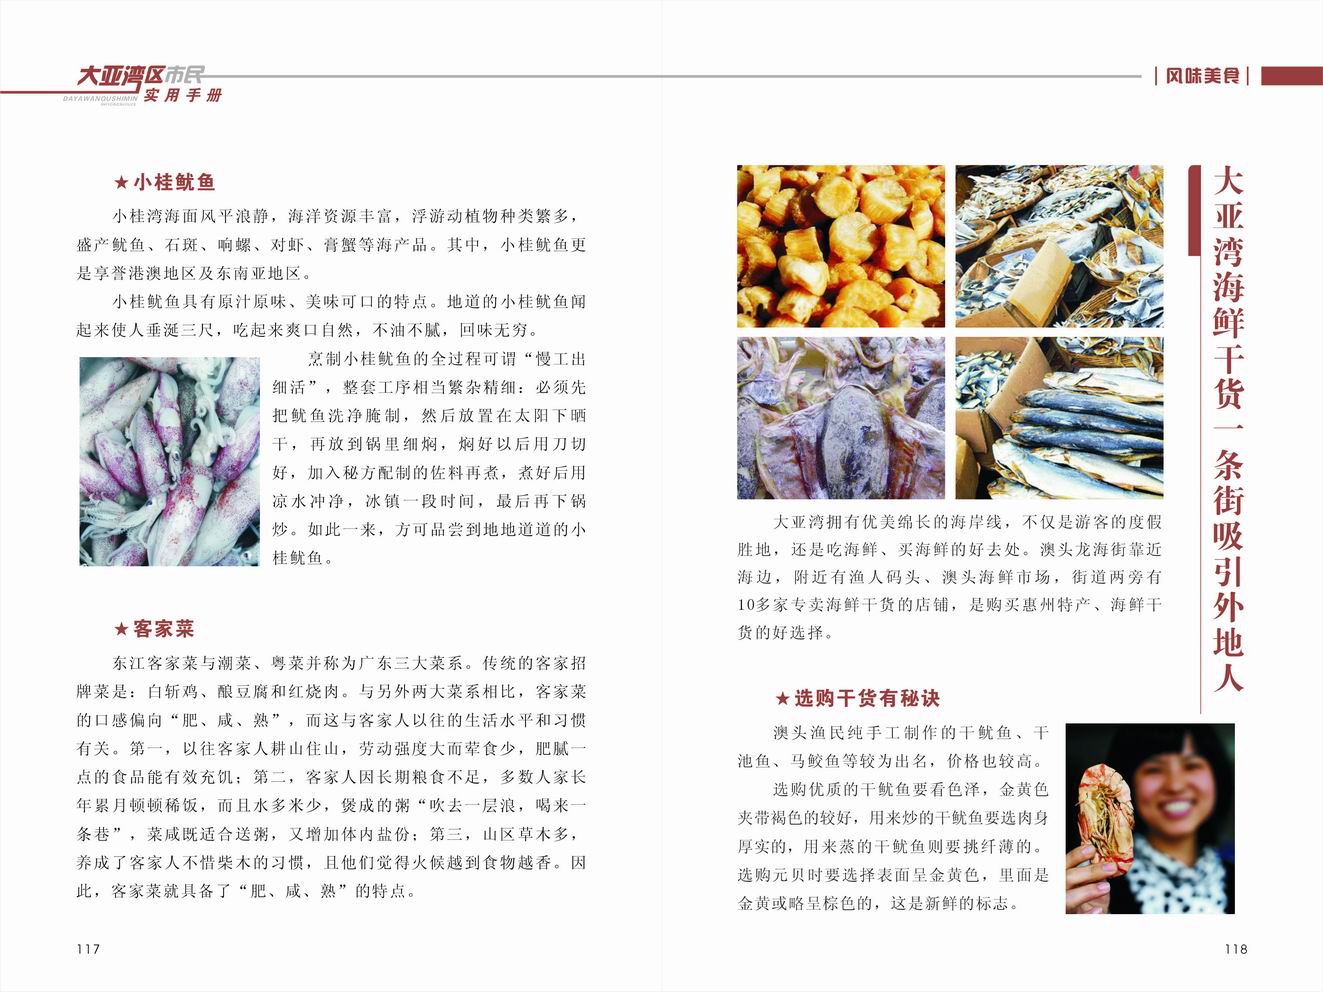 大亚湾区市民
DAYAWANQUSHIMIN
实用手册
★小桂鱿鱼
小桂湾海面风平浪静，海洋资源丰富，浮游动植物种类繁多，
盛产鱿鱼、石斑、响螺、对虾、膏蟹等海产品。其中，小桂鱿鱼更
是享誉港澳地区及东南亚地区。
小桂鱿鱼具有原汁原味、美味可口的特点。地道的小桂鱿鱼闻
起来使人垂涎三尺，吃起来爽口自然，不油不腻，回味无穷。
烹制小桂鱿鱼的全过程可谓“慢工出
细活”，整套工序相当繁杂精细：必须先
把鱿鱼洗净腌制，然后放置在太阳下晒
干，再放到锅里细焖，焖好以后用刀切
好，加入秘方配制的佐料再煮，煮好后用
凉水冲净，冰镇一段时间，最后再下锅
炒。如此一来，方可品尝到地地道道的小
桂鱿鱼。
★客家菜
东江客家菜与潮菜、粤菜并称为广东三大菜系。传统的客家招
牌菜是：白斩鸡、酿豆腐和红烧肉。与另外两大菜系相比，客家菜
的口感偏向“肥、咸、熟”，而这与客家人以往的生活水平和习惯
有关。第一，以往客家人耕山住山，劳动强度大而荤食少，肥腻一
点的食品能有效充饥；第二，客家人因长期粮食不足，多数人家长
年累月顿顿稀饭，而且水多米少，煲成的粥“吹去一层浪，喝来一
条巷”，菜咸既适合送粥，又增加体内盐份；第三，山区草木多，
养成了客家人不惜柴木的习惯，且他们觉得火候越到食物越香。因
此，客家菜就具备了“肥、咸、熟”的特点。
117
风味美食
大亚湾海鲜干货一条街吸引外地人
大亚湾拥有优美绵长的海岸线，不仅是游客的度假
胜地，还是吃海鲜、买海鲜的好去处。澳头龙海街靠近
海边，附近有渔人码头、澳头海鲜市场，街道两旁有
10多家专卖海鲜干货的店铺，是购买惠州特产、海鲜干
货的好选择。
★选购干货有秘诀
澳头渔民纯手工制作的干鱿鱼、干
池鱼、马鲛鱼等较为出名，价格也较高。
选购优质的干鱿鱼要看色泽，金黄色
夹带褐色的较好，用来炒的干鱿鱼要选肉身
厚实的，用来蒸的干鱿鱼则要挑纤薄的。
选购元贝时要选择表面呈金黄色，里面是
金黄或略呈棕色的，这是新鲜的标志。
118